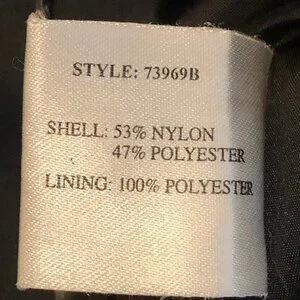 STYLE: 73969B
SHELL: 53% NYLON
47% POLYESTER
LINING: 100% POLYESTER